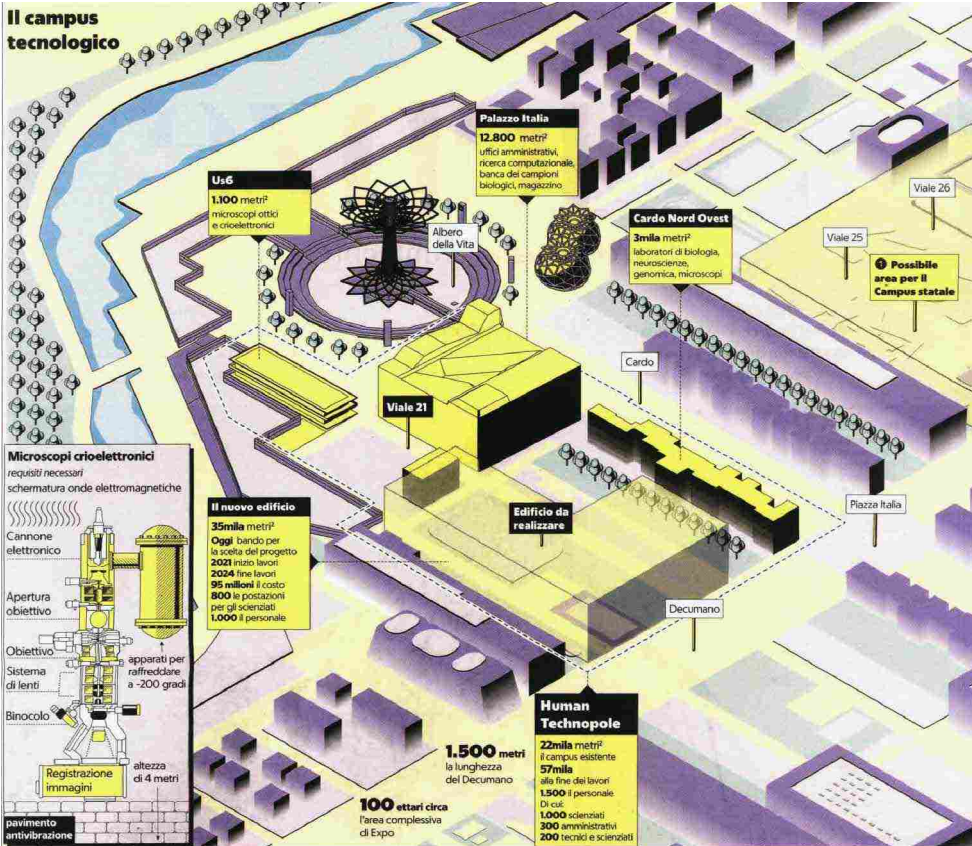 Il campus
tecnologico
Palazzo Italia
12.800 metri²
uffici amministrativi,
ricerca computazionale,
banca dei campioni
biologici, magazzino
Us6
1.100 metri²
microscopi ottici
e crioelettronici
Albero
della Vita
Cardo Nord Ovest
3mila metri²
laboratori di biologia,
neuroscienze,
genomica, microscopi
Viale 26
Viale 25
1 Possibile
area per il
Campus statale
Cardo
Viale 21
Piazza Italia
Edificio da
realizzare
Decumano
Il nuovo edificio
35mila metri²
Oggi bando per
la scelta del progetto
2021 inizio lavori
2024 fine lavori
95 milioni il costo
800 le postazioni
per gli scienziati
1.000 il personale
Microscopi crioelettronici
requisiti necessari
schermatura onde elettromagnetiche
Cannone
elettronico
Apertura
obiettivo
Obiettivo
Sistema
di lenti
Binocolo
apparati per
raffreddare
a -200 gradi
Registrazione
immagini
altezza
di 4 metri
pavimento
antivibrazione
1.500 metri
la lunghezza
del Decumano
100 ettari circa
l'area complessiva
di Expo
Human
Technopole
22mila metri²
il campus esistente
57mila
alla fine dei lavori
1.500 il personale
Di cui:
1.000 scienziati
300 amministrativi
200 tecnici e scienziati